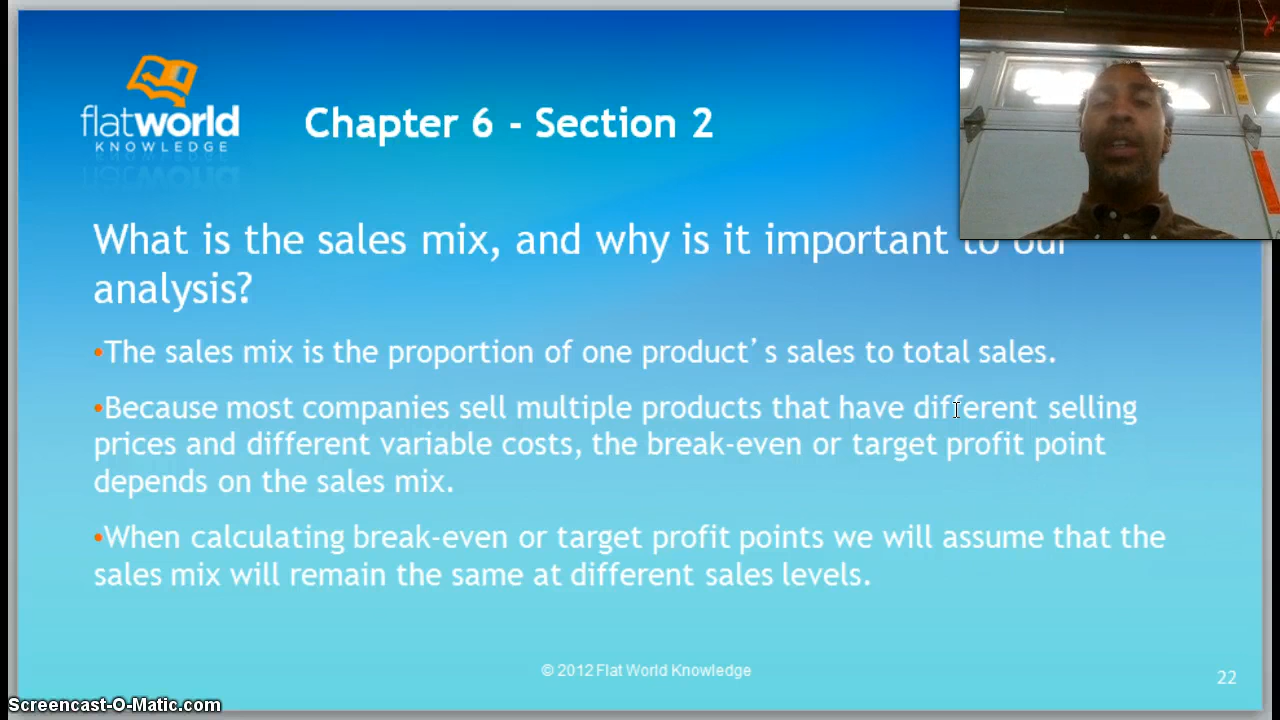 flatworld
KNOWLEDGE
Chapter 6 - Section 2
What is the sales mix, and why is it important to our
analysis?
•The sales mix is the proportion of one product’s sales to total sales.
•Because most companies sell multiple products that have different selling
prices and different variable costs, the break-even or target profit point
depends on the sales mix.
•When calculating break-even or target profit points we will assume that the
sales mix will remain the same at different sales levels.
© 2012 Flat World Knowledge
22
Screencast-O-Matic.com